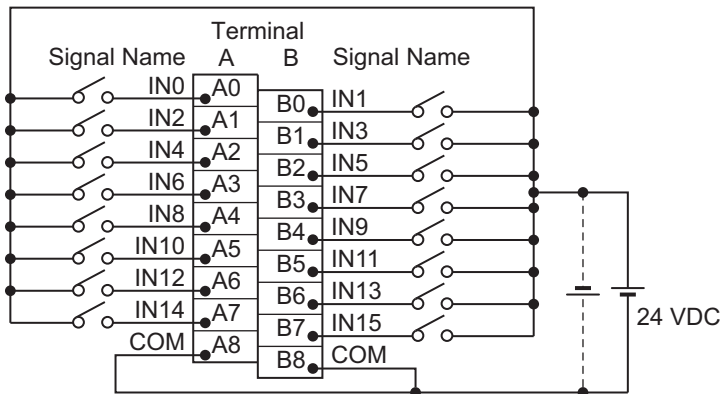 Terminal
Signal Name A B Signal Name
IN0 A0 B0 IN1
IN2 A1 B1 IN3
IN4 A2 B2 IN5
IN6 A3 B3 IN7
IN8 A4 B4 IN9
IN10 A5 B5 IN11
IN12 A6 B6 IN13
IN14 A7 B7 IN15
COM A8 B8 COM
24 VDC